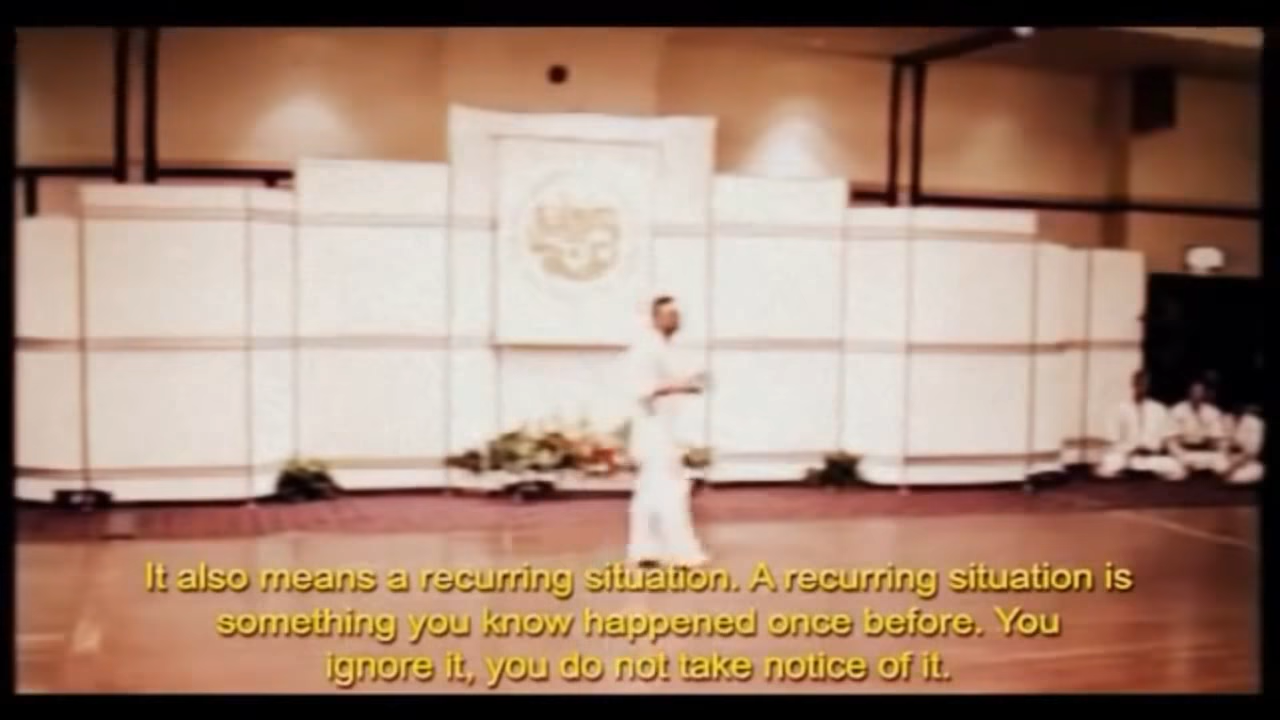 It also means a recurring situation. A recurring situation is
something you know happened once before. You
ignore it, you do not take notice of it.